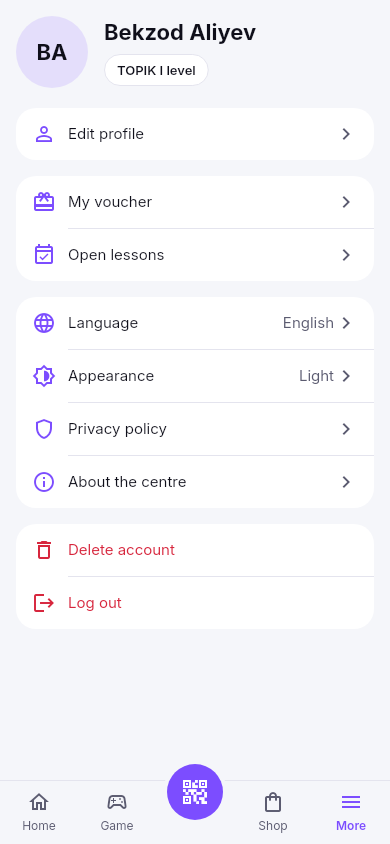 BA
Bekzod Aliyev
TOPIK I level
Edit profile
My voucher
Open lessons
Language English
Appearance Light
Privacy policy
About the centre
Delete account
Log out
Home Game Shop More